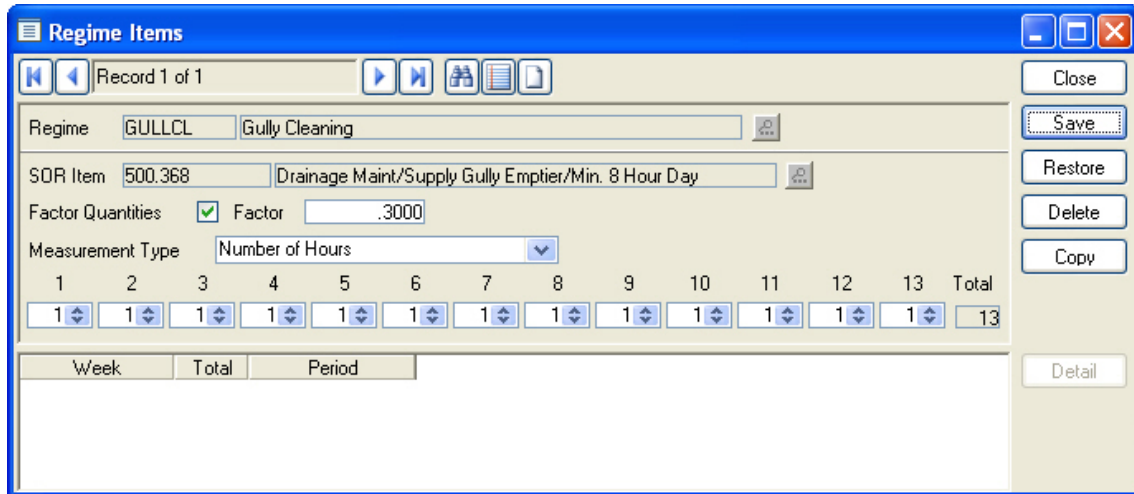 Regime Items
Record 1 of 1
Close
Regime GULLCL Gully Cleaning
Save
SOR Item 500.368 Drainage Maint/Supply Gully Emptier/Min. 8 Hour Day
Restore
Factor Quantities Factor .3000
Delete
Measurement Type Number of Hours
Copy
1 2 3 4 5 6 7 8 9 10 11 12 13 Total
1 1 1 1 1 1 1 1 1 1 1 1 1 13
Week Total Period
Detail